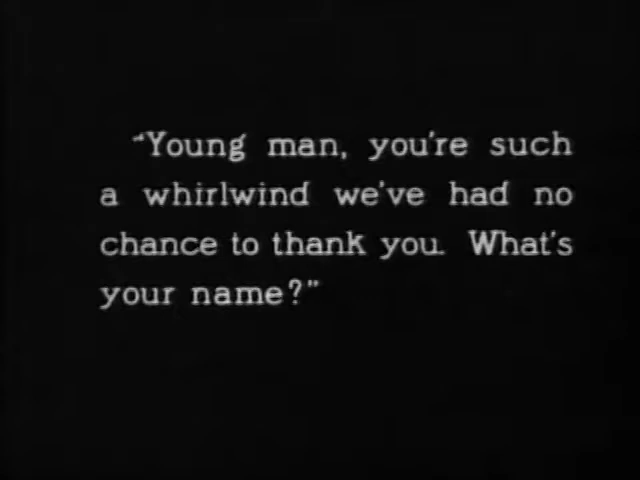 "Young man, you're such
a whirlwind we've had no
chance to thank you. What's
your name?"